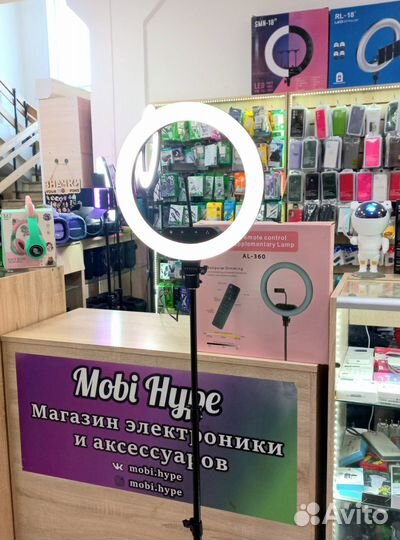 SMN-18"
RL-18"
LED
Remote control
Supplementary Lamp
AL-360
Mobi Hype
Магазин электроники
и аксессуаров
mobi.hype
mobi.hype
Avito